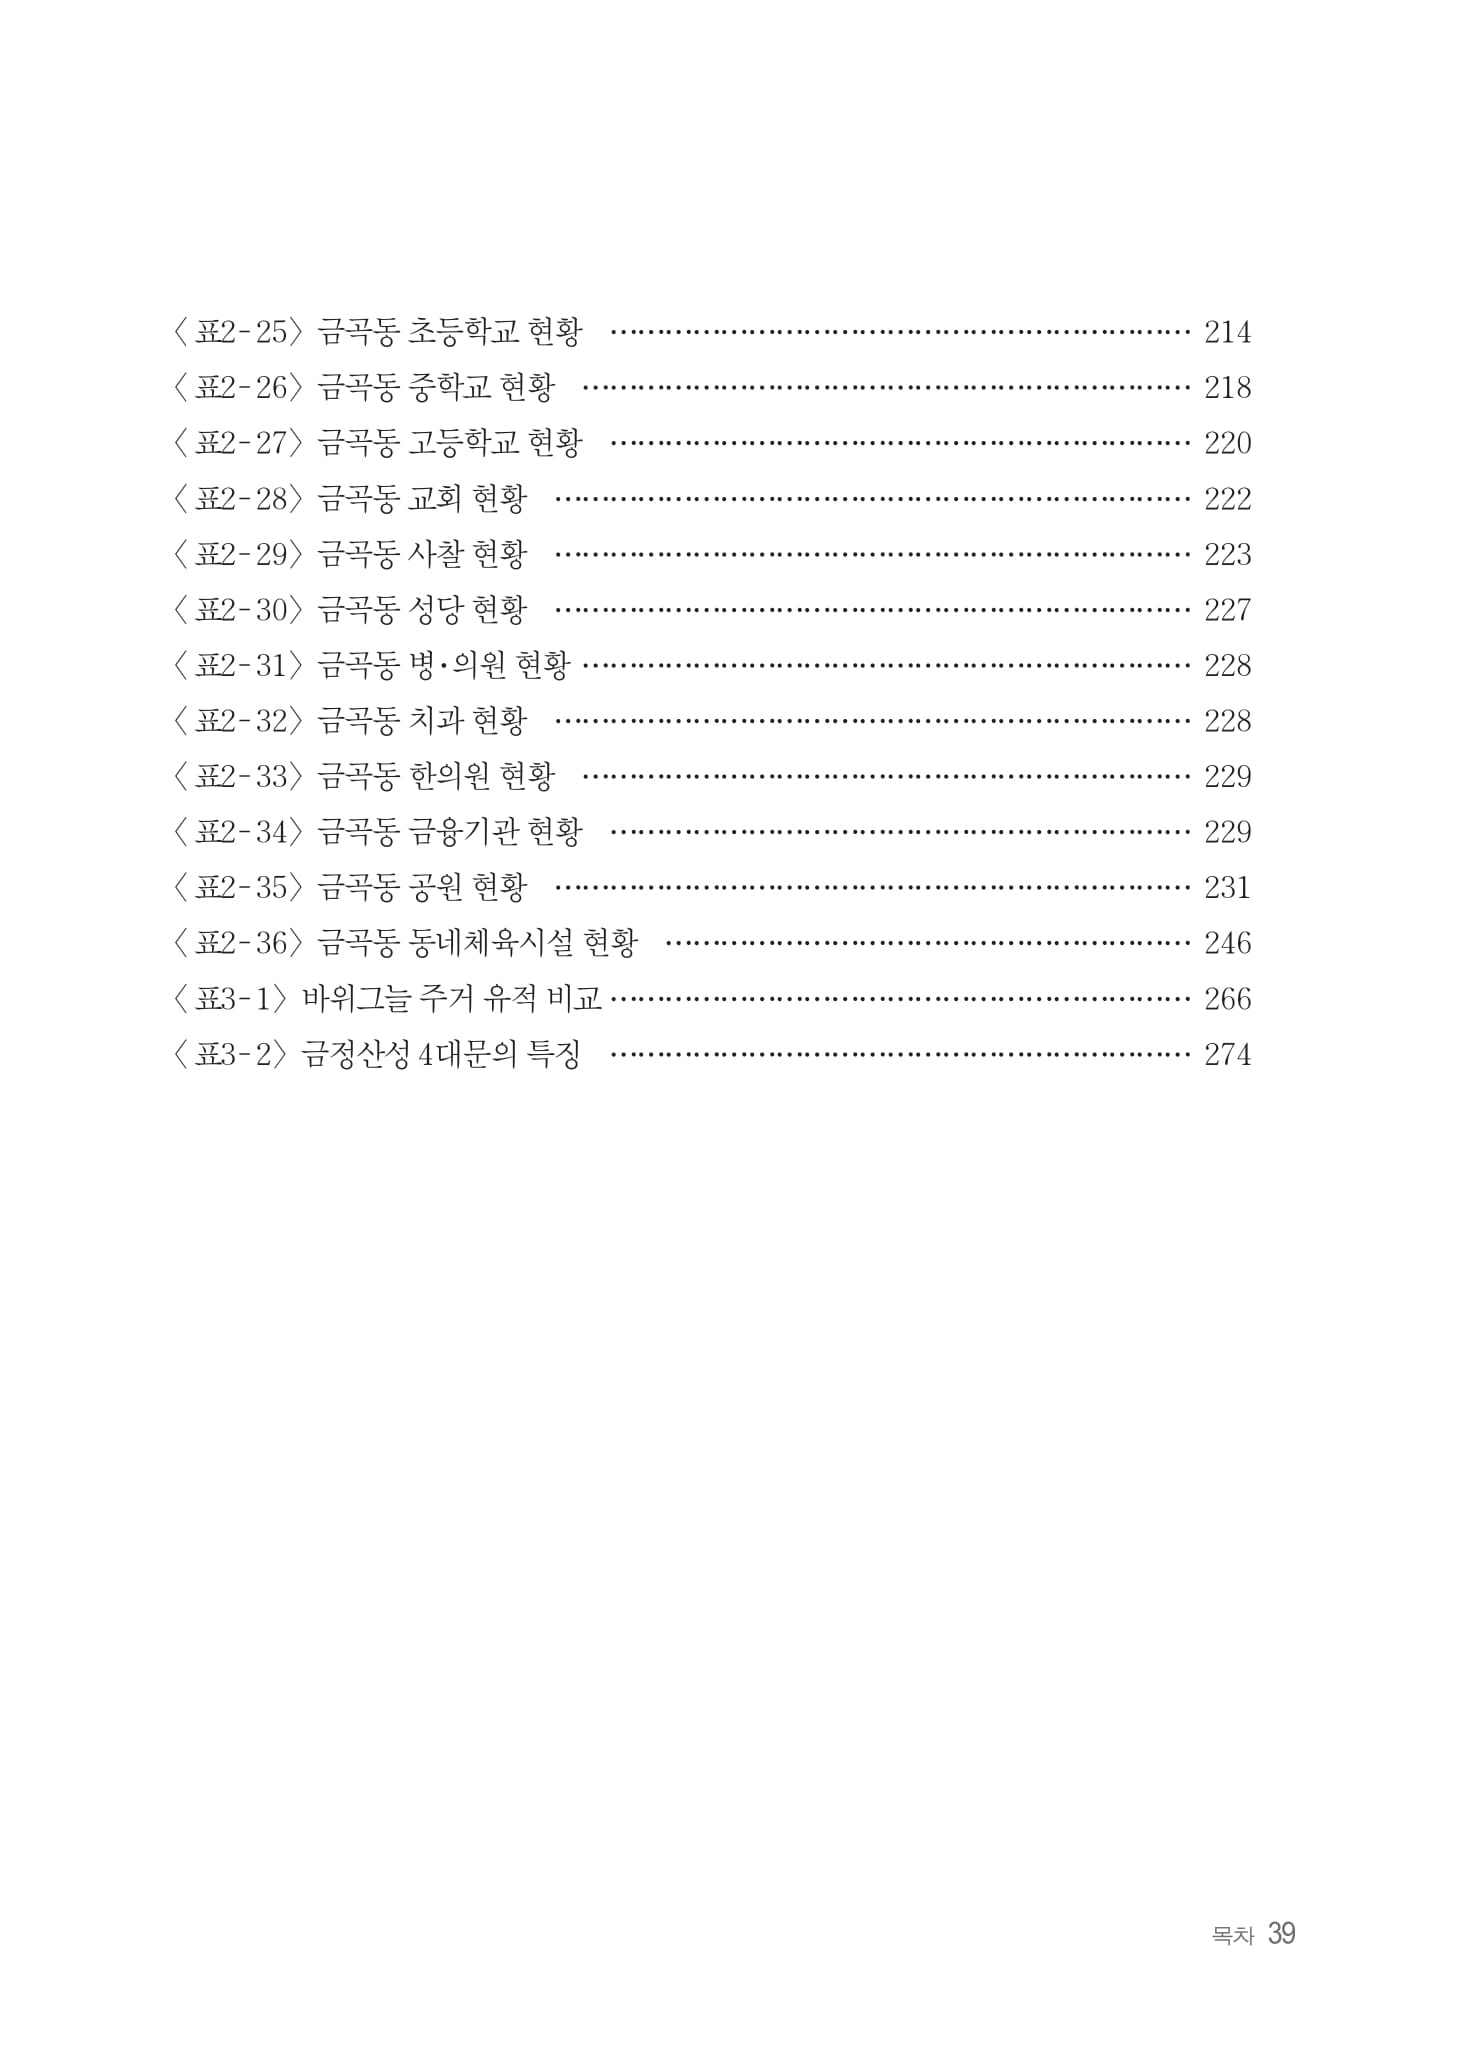 〈표2-25〉 금곡동 초등학교 현황 ······························································ 214
〈표2-26〉 금곡동 중학교 현황 ······························································ 218
〈표2-27〉 금곡동 고등학교 현황 ······························································ 220
〈표2-28〉 금곡동 교회 현황 ······························································ 222
〈표2-29〉 금곡동 사찰 현황 ······························································ 223
〈표2-30〉 금곡동 성당 현황 ······························································ 227
〈표2-31〉 금곡동 병·의원 현황 ······························································ 228
〈표2-32〉 금곡동 치과 현황 ······························································ 228
〈표2-33〉 금곡동 한의원 현황 ······························································ 229
〈표2-34〉 금곡동 금융기관 현황 ······························································ 229
〈표2-35〉 금곡동 공원 현황 ······························································ 231
〈표2-36〉 금곡동 동네체육시설 현황 ······························································ 246
〈표3-1〉 바위그늘 주거 유적 비교 ······························································ 266
〈표3-2〉 금정산성 4대문의 특징 ······························································ 274
목차 39